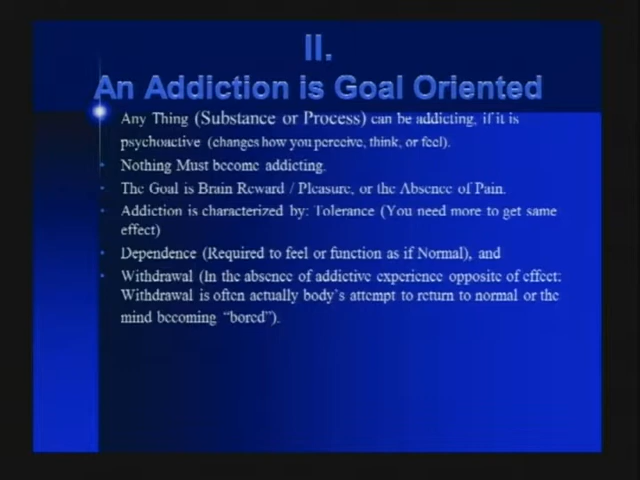 II.
An Addiction is Goal Oriented
Any Thing (Substance or Process) can be addicting, if it is
psychoactive (changes how you perceive, think, or feel).
Nothing Must become addicting.
The Goal is Brain Reward / Pleasure, or the Absence of Pain.
Addiction is characterized by: Tolerance (You need more to get same
effect)
Dependence (Required to feel or function as if Normal), and
Withdrawal (In the absence of addictive experience opposite of effect:
Withdrawal is often actually body's attempt to return to normal or the
mind becoming "bored").